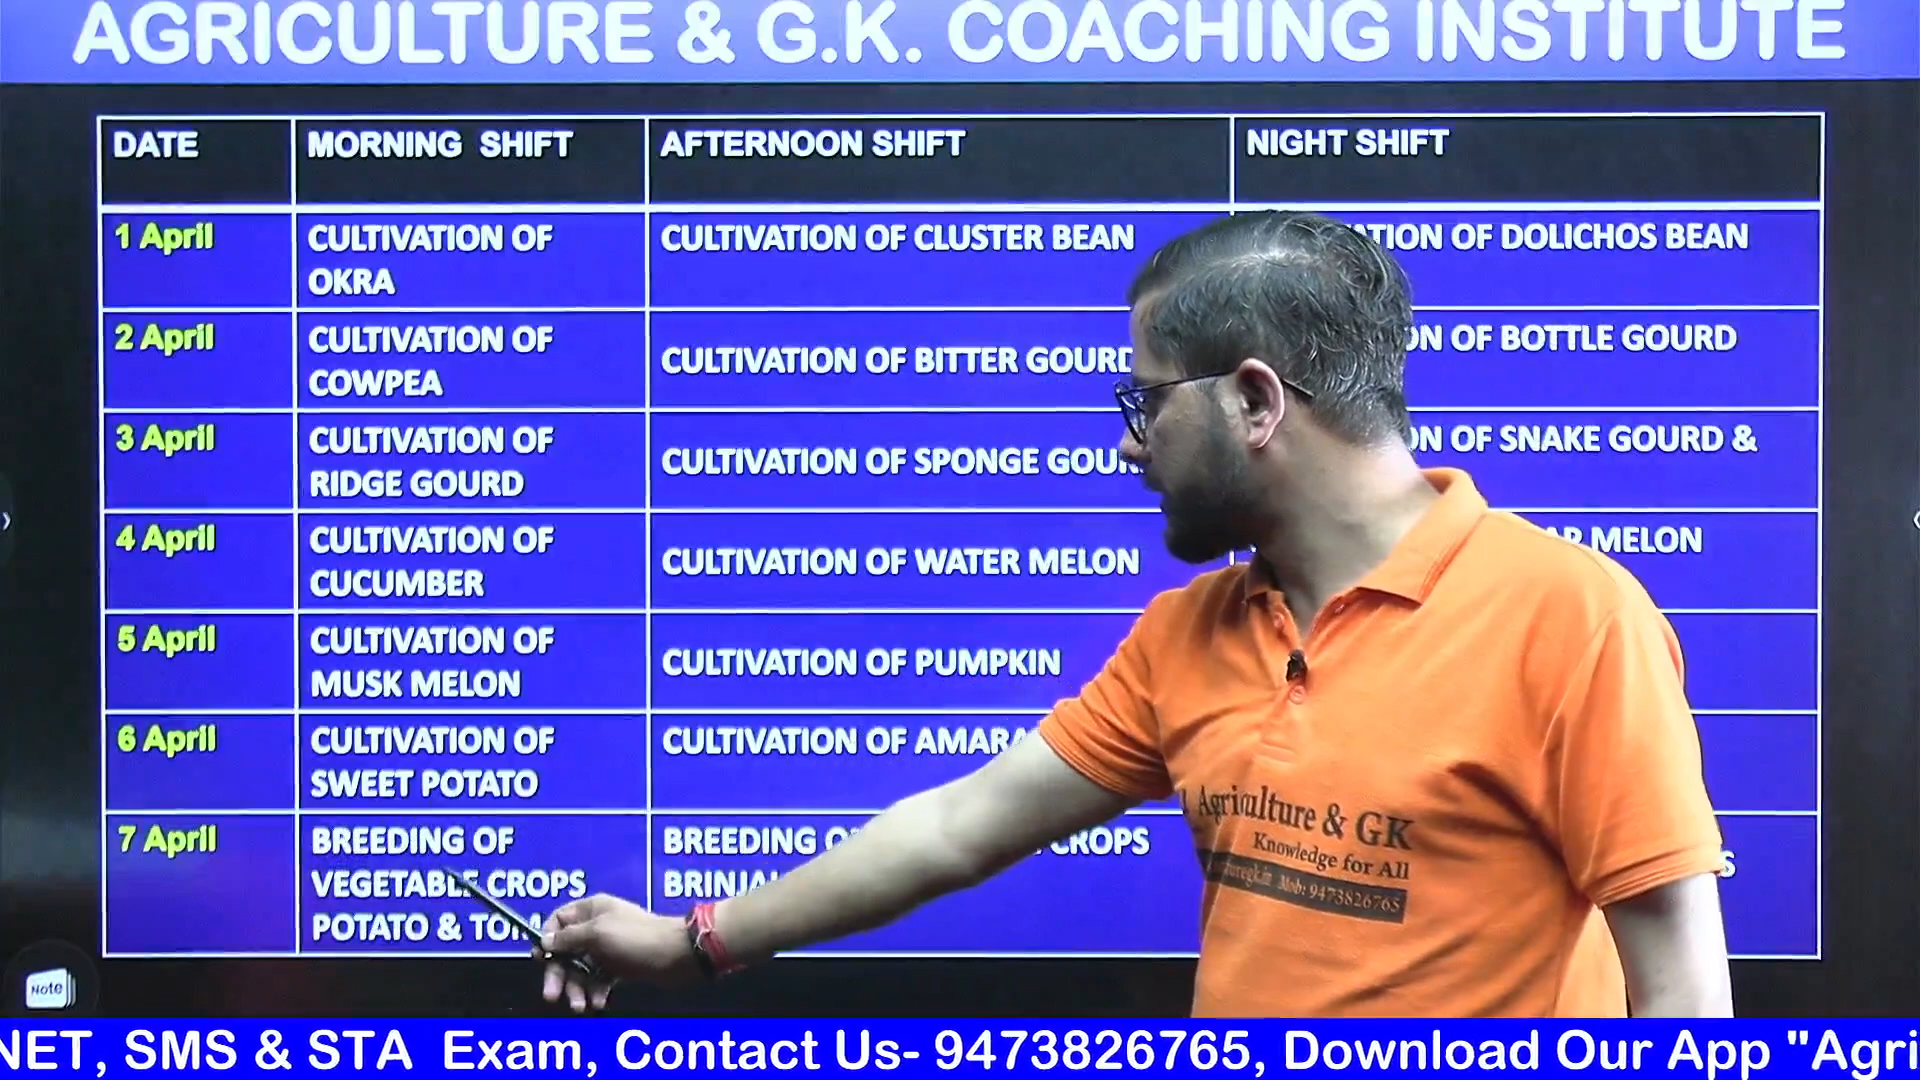 AGRICULTURE & G.K. COACHING INSTITUTE
DATE
MORNING SHIFT
AFTERNOON SHIFT
NIGHT SHIFT
1 April
CULTIVATION OF
OKRA
CULTIVATION OF CLUSTER BEAN
OF DOLICHOS BEAN
2 April
CULTIVATION OF
COWPEA
CULTIVATION OF BITTER GOURD
OF BOTTLE GOURD
3 April
CULTIVATION OF
RIDGE GOURD
CULTIVATION OF SPONGE
OF SNAKE GOURD &
4 April
CULTIVATION OF
CUCUMBER
CULTIVATION OF WATER MELON
MELON
5 April
CULTIVATION OF
MUSK MELON
CULTIVATION OF PUMPKIN
6 April
CULTIVATION OF
SWEET POTATO
CULTIVATION OF
7 April
BREEDING OF
VEGETABLE CROPS
POTATO &
BREEDING
CROPS
Agriculture & GK
Knowledge for All
Mob: 9473826765
Note
NET, SMS & STA Exam, Contact Us- 9473826765, Download Our App "Agri